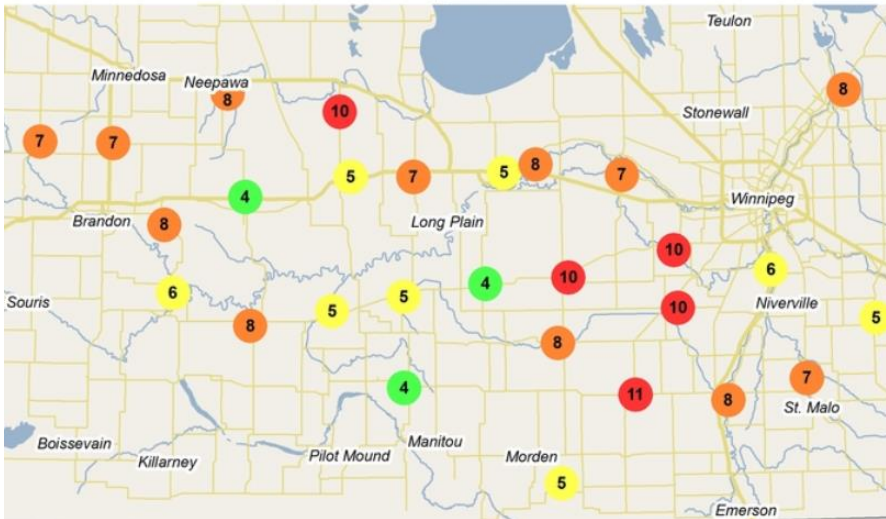 Teulon
Minnedosa
Neepawa
8
8
10
Stonewall
7
7
5
7
5
8
7
4
Winnipeg
Brandon
8
Long Plain
10
6
4
10
6
Souris
5
5
10
Niverville
8
5
8
7
4
11
8
St. Malo
Boissevain
Killarney
Pilot Mound
Manitou
Morden
5
Emerson